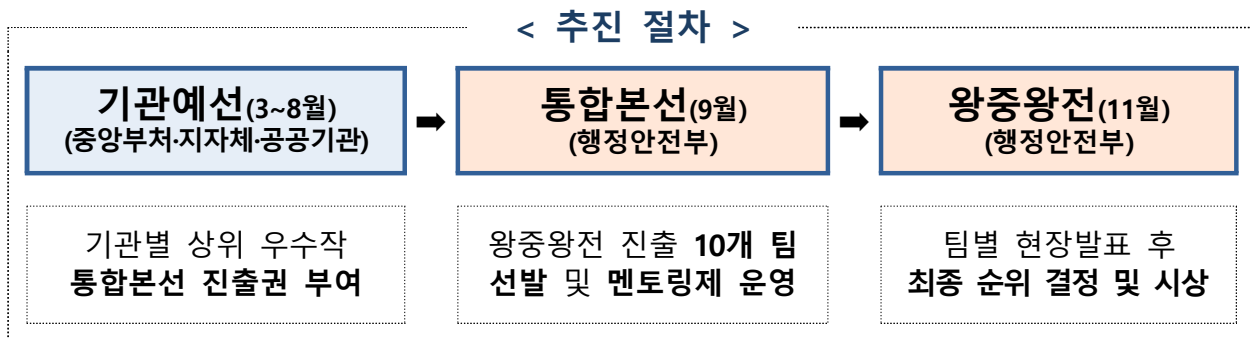 < 추진 절차 >
기관예선(3~8월)
(중앙부처·지자체·공공기관)
➡
통합본선(9월)
(행정안전부)
➡
왕중왕전(11월)
(행정안전부)
기관별 상위 우수작
통합본선 진출권 부여
왕중왕전 진출 10개 팀
선발 및 멘토링제 운영
팀별 현장발표 후
최종 순위 결정 및 시상